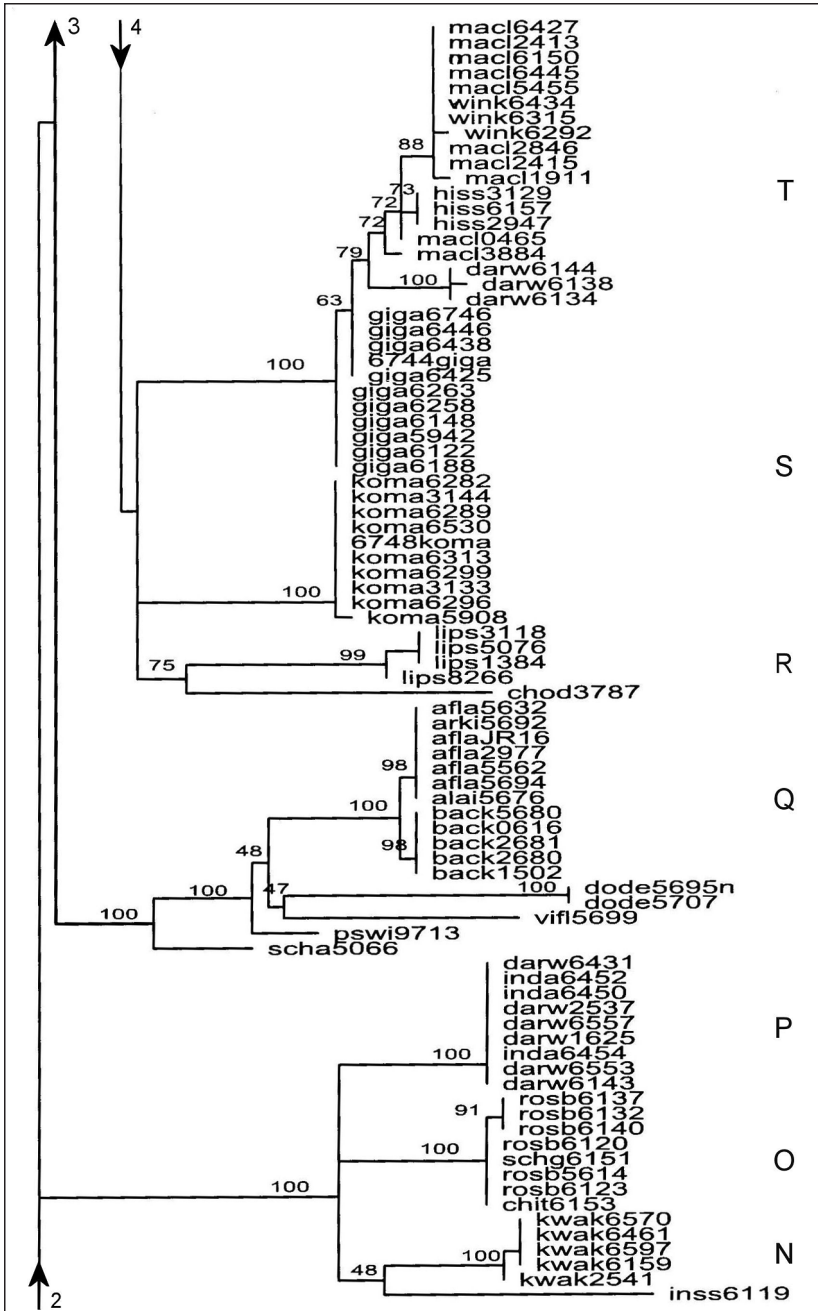 3
4
macl6427
macl2413
macl6150
macl6445
macl5455
wink6434
wink6315
wink6292
88
macl2846
macl2415
macl1911
T
73
hiss3129
72
hiss6157
hiss2947
72
macl0465
macl3884
79
darw6144
100
darw6138
darw6134
63
giga6746
giga6446
giga6438
6744giga
100
giga6425
giga6263
giga6258
giga6148
giga5942
giga6122
S
giga6188
koma6282
koma3144
koma6289
koma6530
6748koma
koma6313
koma6299
koma3133
100
koma6296
koma5908
lips3118
lips5076
99
lips1384
R
75
lips8266
chod3787
afla5632
arki5692
aflaJR16
afla2977
98
afla5562
afla5694
alai5676
Q
100
back5680
back0616
98
back2681
back2680
48
back1502
100
47
100
dode5695n
dode5707
vifl5699
100
pswi9713
scha5066
darw6431
inda6452
inda6450
darw2537
darw6557
P
darw1625
100
inda6454
darw6553
darw6143
rosb6137
91
rosb6132
rosb6140
rosb6120
100
schg6151
O
rosb5614
100
rosb6123
chit6153
kwak6570
kwak6461
100
kwak6597
N
48
kwak6159
kwak2541
inss6119
2